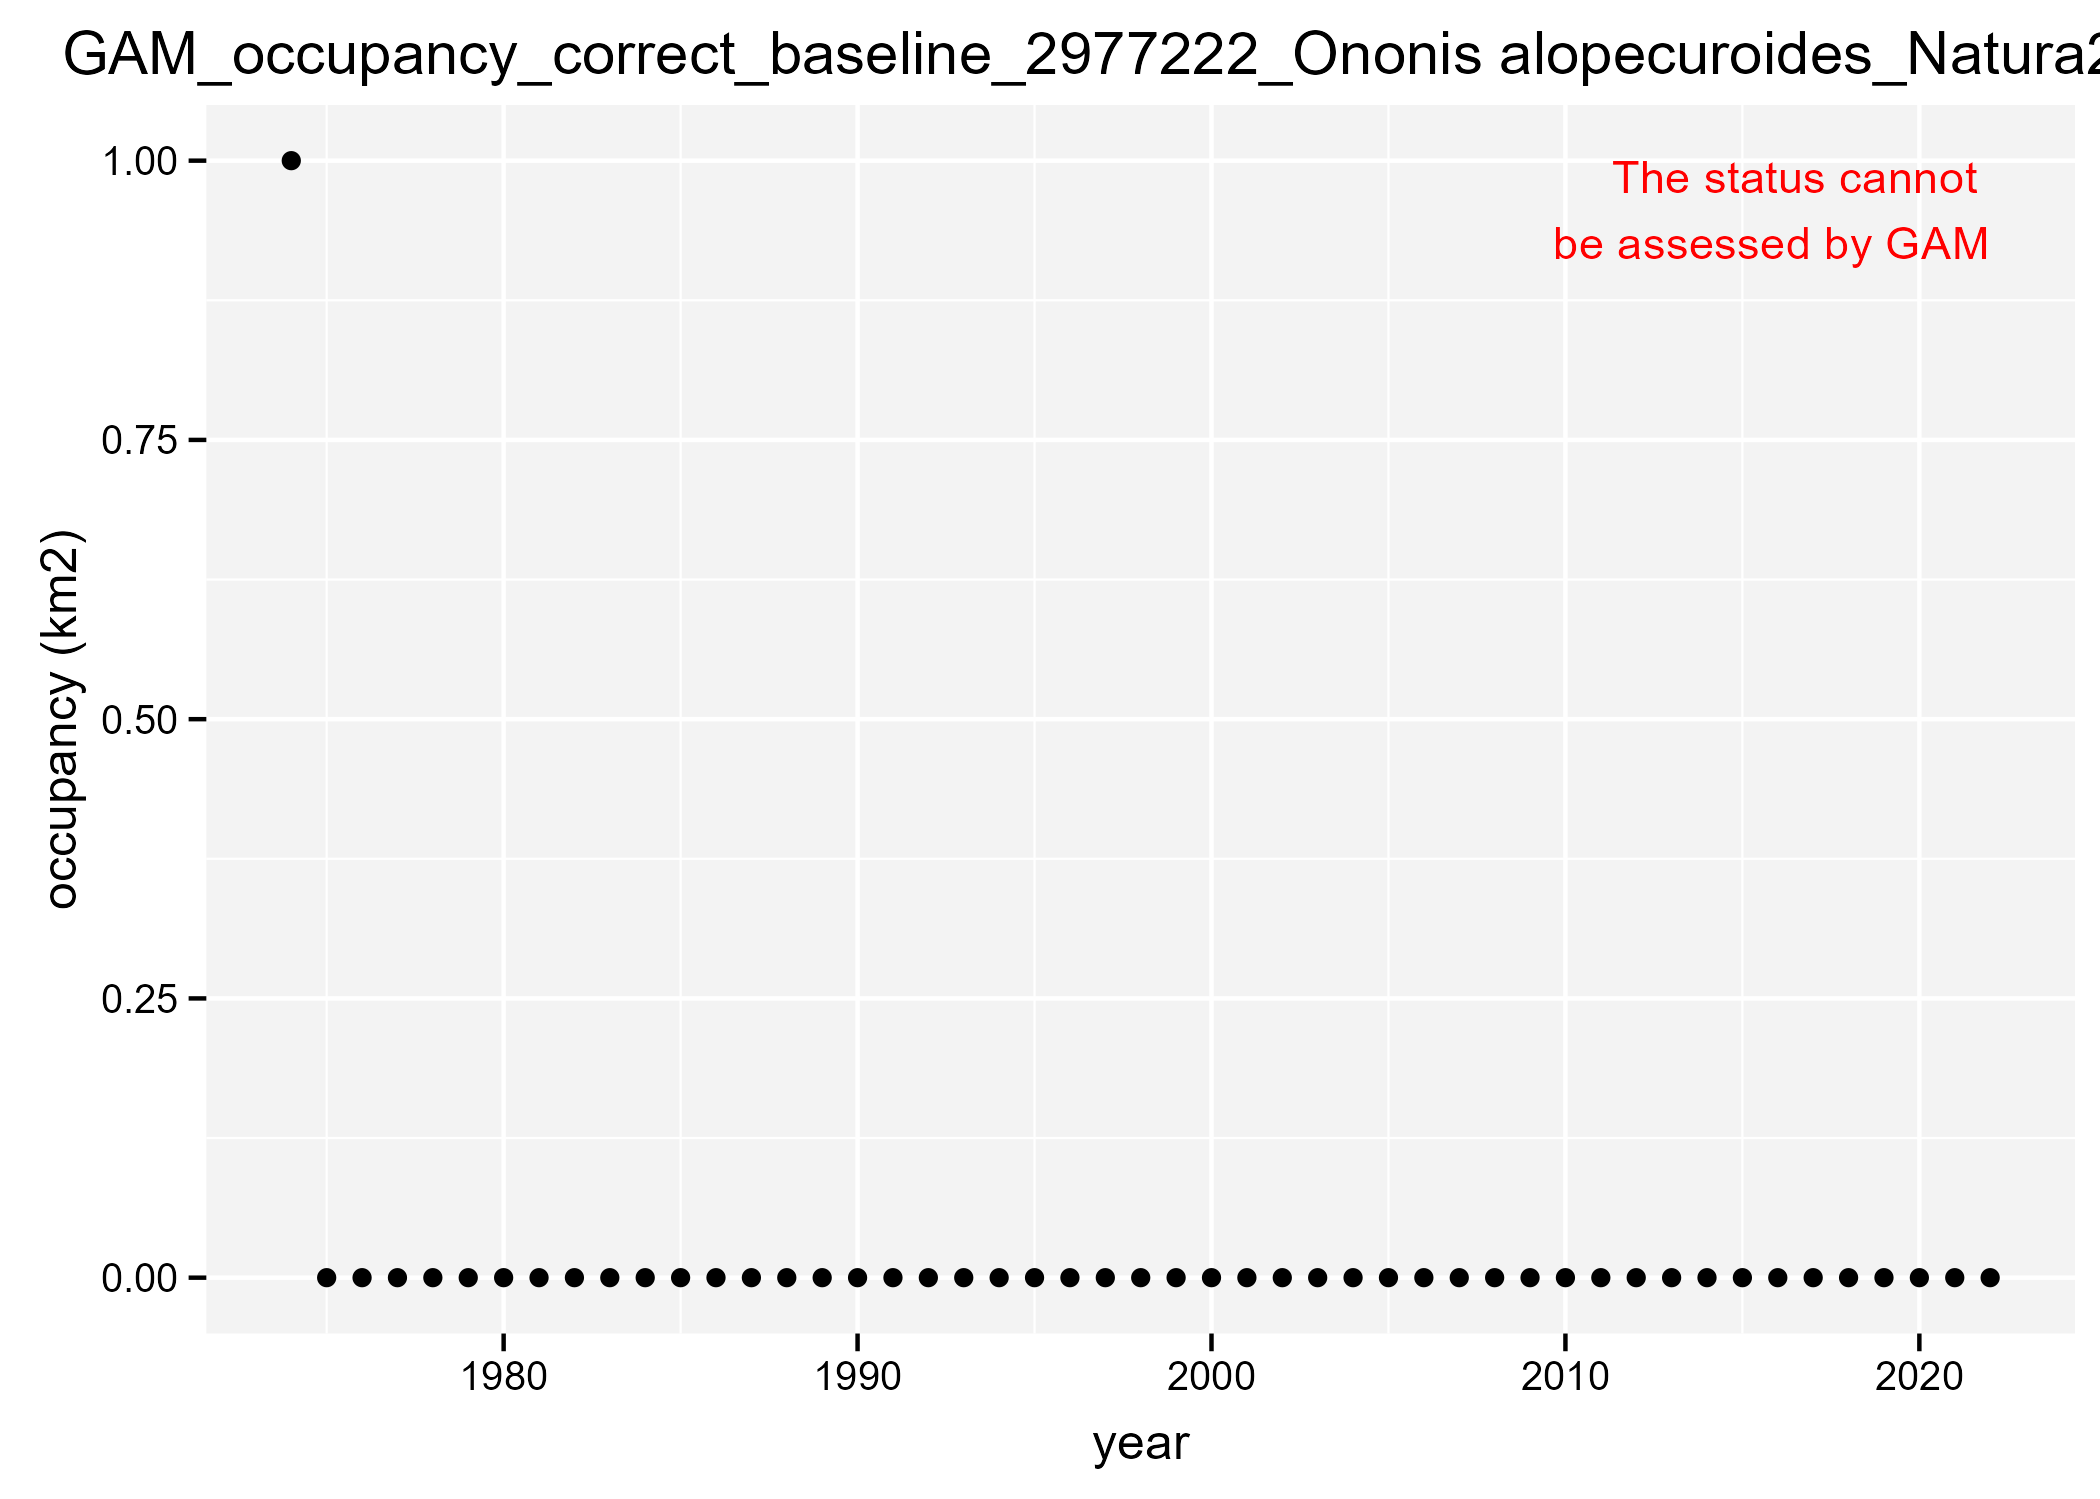 GAM_occupancy_correct_baseline_2977222_Ononis alopecuroides_Natura2
The status cannot
be assessed by GAM
occupancy (km2)
1.00
0.75
0.50
0.25
0.00
1980 1990 2000 2010 2020
year